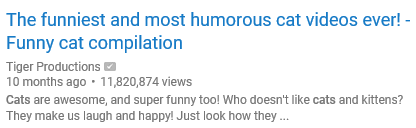 The funniest and most humorous cat videos ever! -
Funny cat compilation
Tiger Productions
10 months ago • 11,820,874 views
Cats are awesome, and super funny too! Who doesn't like cats and kittens?
They make us laugh and happy! Just look how they ...